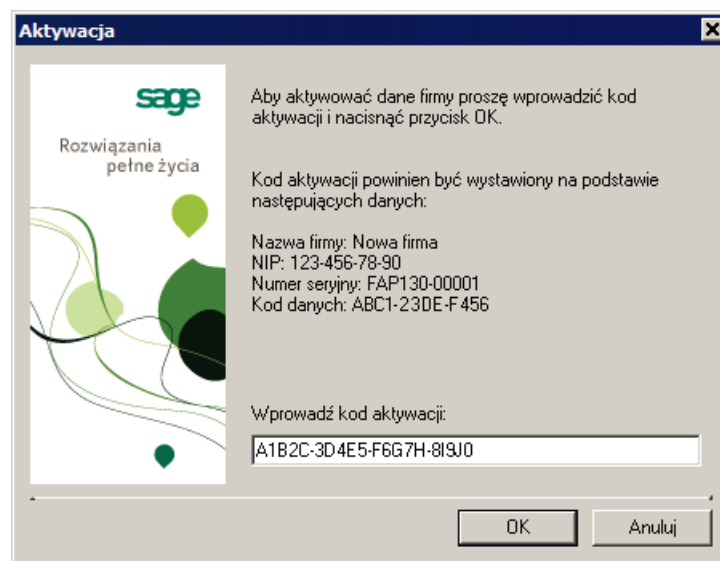 Aktywacja
sage
Rozwiązania
pełne życia
Aby aktywować dane firmy proszę wprowadzić kod
aktywacji i nacisnąć przycisk OK.
Kod aktywacji powinien być wystawiony na podstawie
następujących danych:
Nazwa firmy: Nowa firma
NIP: 123-456-78-90
Numer seryjny: FAP130-00001
Kod danych: ABC1-23DE-F456
Wprowadź kod aktywacji:
A1B2C-3D4E5-F6G7H-8I9J0
OK
Anuluj